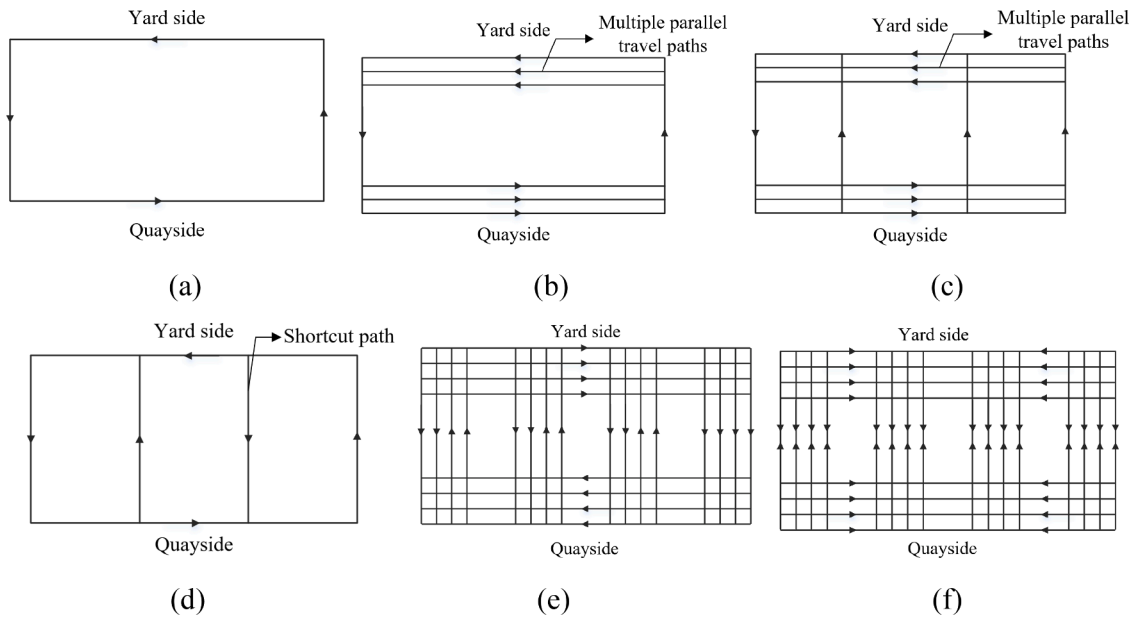 Yard side
Quayside
(a)
Yard side
Multiple parallel
travel paths
Quayside
(b)
Yard side
Multiple parallel
travel paths
Quayside
(c)
Yard side
Shortcut path
Quayside
(d)
Yard side
Quayside
(e)
Yard side
Quayside
(f)